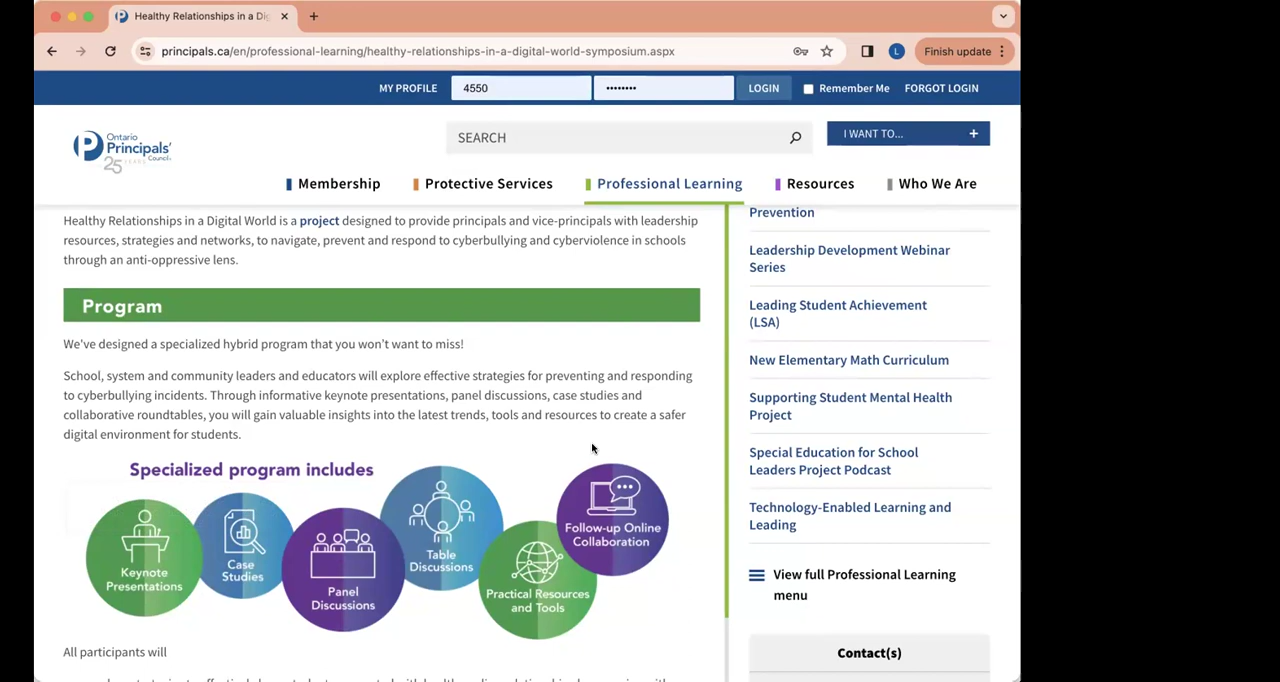 Healthy Relationships in a Dig
principals.ca/en/professional-learning/healthy-relationships-in-a-digital-world-symposium.aspx
L
Finish update
MY PROFILE
4550
••••••••
LOGIN
Remember Me
FORGOT LOGIN
Ontario
Principals'
Council
25 YEARS
SEARCH
I WANT TO...
+
Membership
Protective Services
Professional Learning
Resources
Who We Are
Healthy Relationships in a Digital World is a project designed to provide principals and vice-principals with leadership
resources, strategies and networks, to navigate, prevent and respond to cyberbullying and cyberviolence in schools
through an anti-oppressive lens.
Program
We've designed a specialized hybrid program that you won't want to miss!
School, system and community leaders and educators will explore effective strategies for preventing and responding
to cyberbullying incidents. Through informative keynote presentations, panel discussions, case studies and
collaborative roundtables, you will gain valuable insights into the latest trends, tools and resources to create a safer
digital environment for students.
Specialized program includes
Keynote
Presentations
Case
Studies
Panel
Discussions
Table
Discussions
Practical Resources
and Tools
Follow-up Online
Collaboration
All participants will
Prevention
Leadership Development Webinar
Series
Leading Student Achievement
(LSA)
New Elementary Math Curriculum
Supporting Student Mental Health
Project
Special Education for School
Leaders Project Podcast
Technology-Enabled Learning and
Leading
View full Professional Learning
menu
Contact(s)